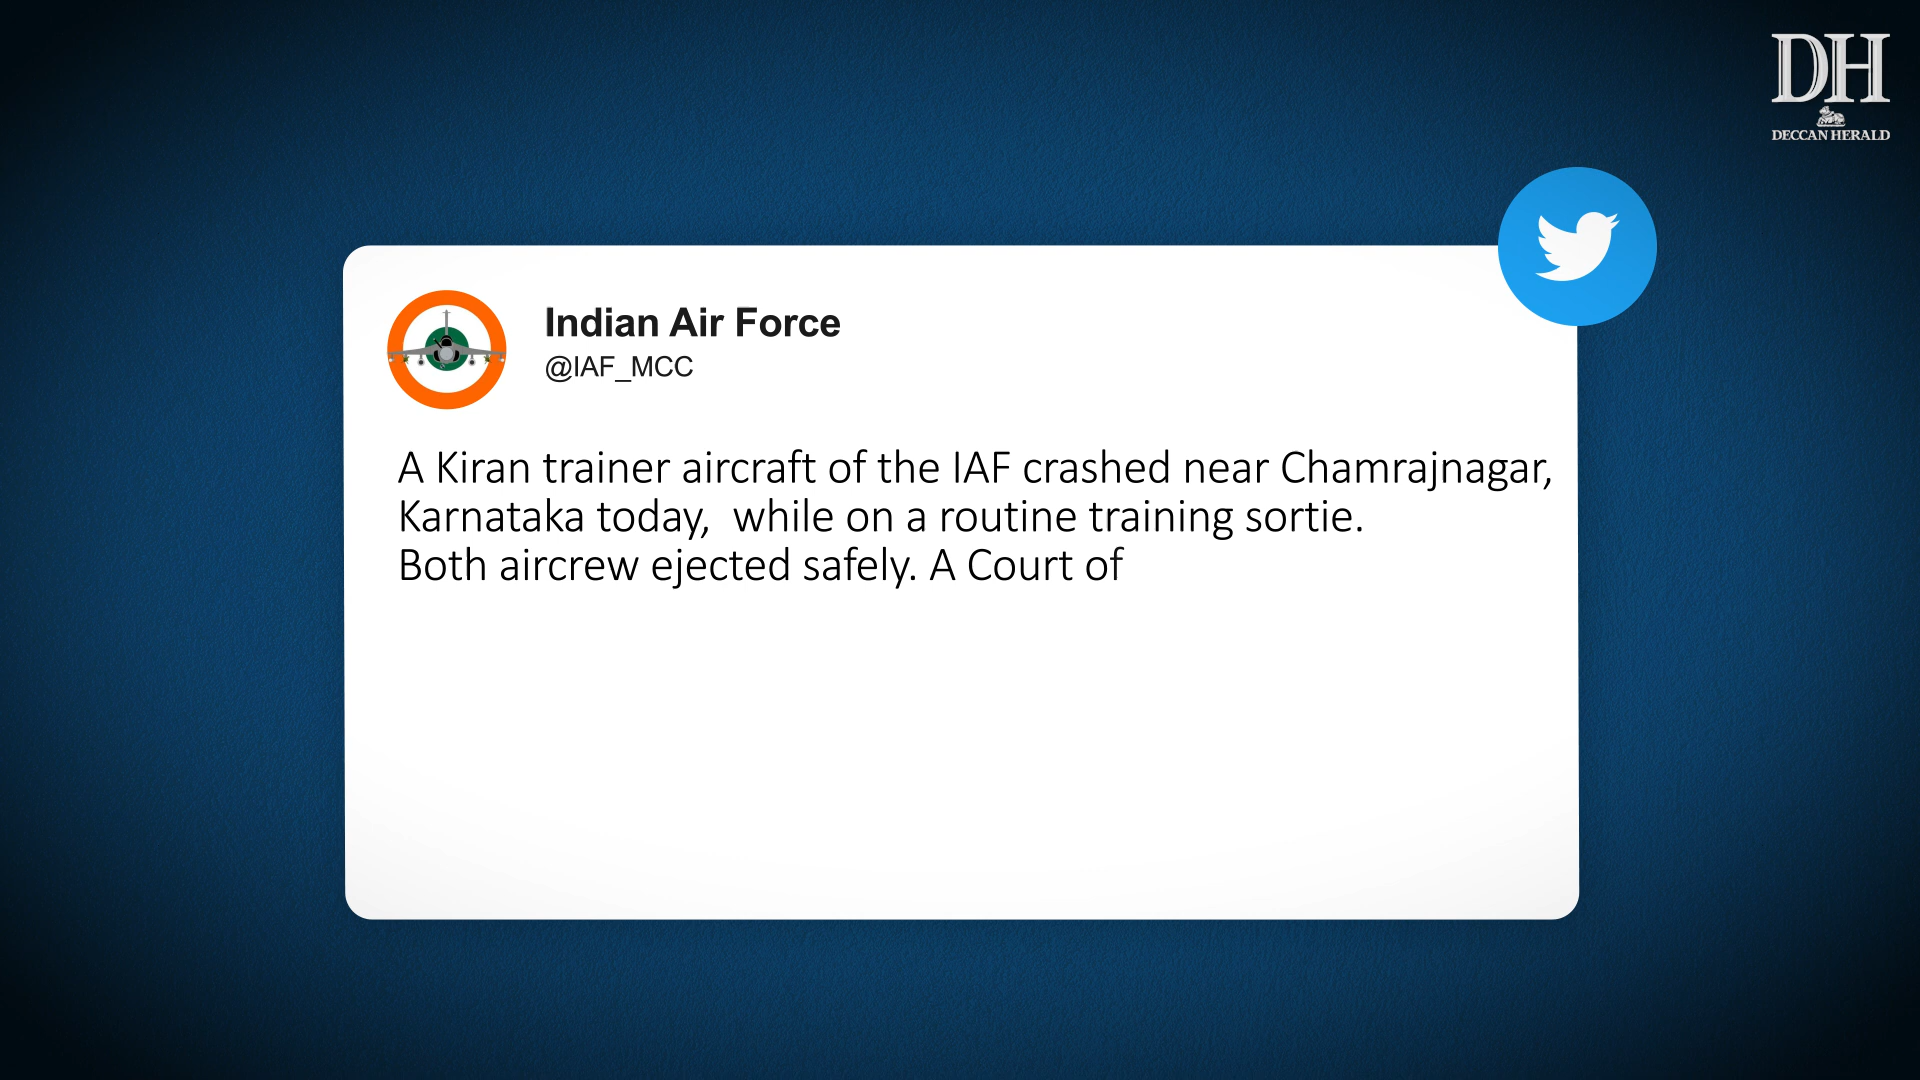 DH
DECCAN HERALD
Indian Air Force
@IAF_MCC
A Kiran trainer aircraft of the IAF crashed near Chamrajnagar,
Karnataka today,  while on a routine training sortie.
Both aircrew ejected safely. A Court of